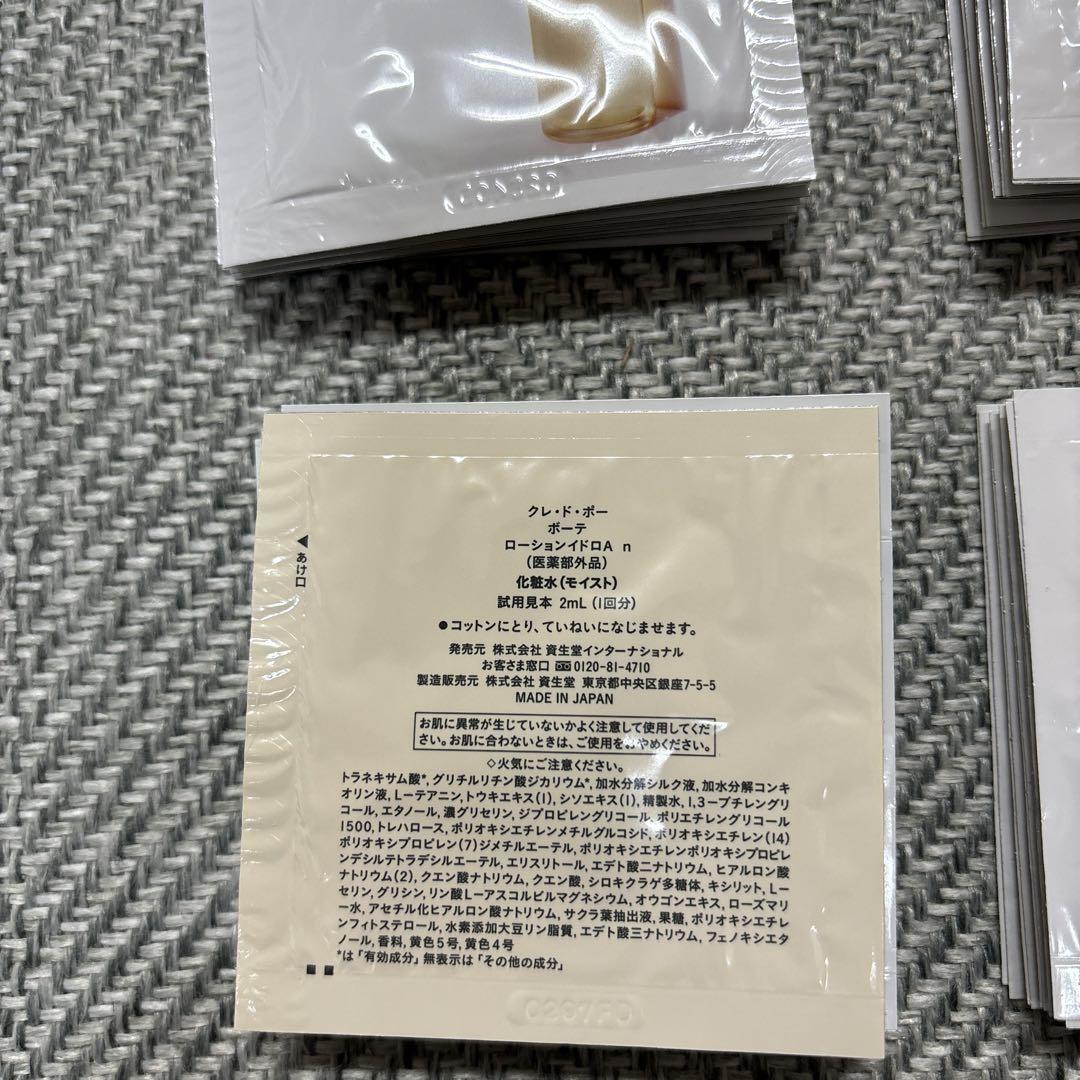 クレ・ド・ポー
ボーテ
ローションイドロA n
（医薬部外品）
化粧水（モイスト）
試用見本 2mL（1回分）
●コットンにとり、ていねいになじませます。
発売元 株式会社 資生堂インターナショナル
お客さま窓口 0120-81-4710
製造販売元 株式会社 資生堂 東京都中央区銀座7-5-5
MADE IN JAPAN
お肌に異常が生じていないかよく注意して使用してくだ
さい。お肌に合わないときは、ご使用をおやめください。
◇火気にご注意ください。
トラネキサム酸*, グリチルリチン酸ジカリウム*, 加水分解シルク液, 加水分解コンキ
オリン液, L-テアニン, トウキエキス(1), シソエキス(1), 精製水, 1,3-ブチレングリ
コール, エタノール, 濃グリセリン, ジプロピレングリコール, ポリエチレングリコール
1500, トレハロース, ポリオキシエチレンメチルグルコシド, ポリオキシエチレン(14)
ポリオキシプロピレン(7)ジメチルエーテル, ポリオキシエチレンポリオキシプロピレ
ンデシルテトラデシルエーテル, エリスリトール, エデト酸二ナトリウム, ヒアルロン酸
ナトリウム(2), クエン酸ナトリウム, クエン酸, シロキクラゲ多糖体, キシリット, L-
セリン, グリシン, リン酸L-アスコルビルマグネシウム, オウゴンエキス, ローズマリ
ー水, アセチル化ヒアルロン酸ナトリウム, サクラ葉抽出液, 果糖, ポリオキシエチレ
ンフィトステロール, 水素添加大豆リン脂質, エデト酸三ナトリウム, フェノキシエタ
ノール, 香料, 黄色5号, 黄色4号
*は「有効成分」無表示は「その他の成分」
◀あけ口